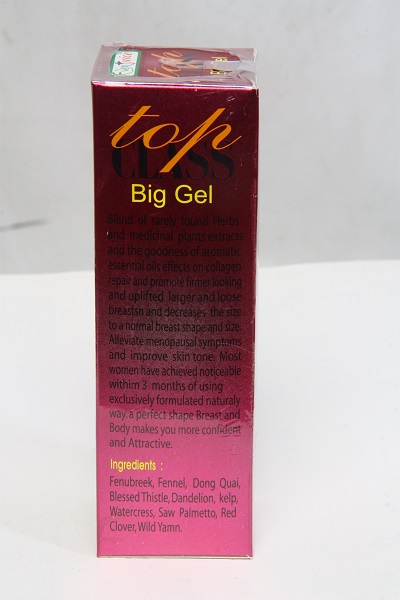 top
CLASS
Big Gel
Blend of rarely found Herbs
and medicinal plants extracts
and the goodness of aromatic
essential oils effects on collagen
repair and promote firmer looking
and uplifted larger and loose
breastsn and decreases the size
to a normal breast shape and size.
Alleviate menopausal symptoms
and improve skin tone. Most
women have achieved noticeable
withim 3 months of using
exclusively formulated naturaly
way. a perfect shape Breast and
Body makes you more confident
and Attractive.
Ingredients :
Fenubreek, Fennel, Dong Quai,
Blessed Thistle, Dandelion, kelp,
Watercress, Saw Palmetto, Red
Clover, Wild Yamn.